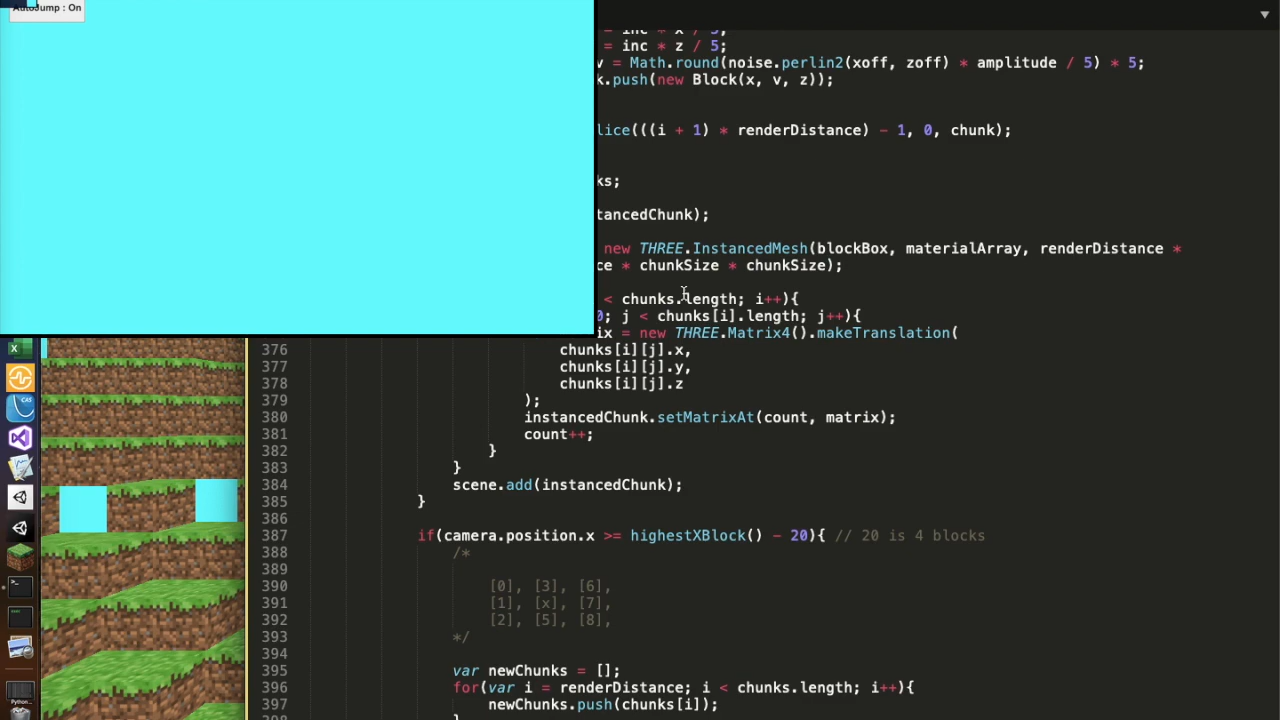 AutoJump : On
= inc * x / 5;
= inc * z / 5;
v = Math.round(noise.perlin2(xoff, zoff) * amplitude / 5) * 5;
k.push(new Block(x, v, z));
lice(((i + 1) * renderDistance) - 1, 0, chunk);
ks;
tancedChunk);
new THREE.InstancedMesh(blockBox, materialArray, renderDistance *
ce * chunkSize * chunkSize);
< chunks.length; i++){
0; j < chunks[i].length; j++){
ix = new THREE.Matrix4().makeTranslation(
376 chunks[i][j].x,
377 chunks[i][j].y,
378 chunks[i][j].z
379 );
380 instancedChunk.setMatrixAt(count, matrix);
381 count++;
382 }
383 }
384 scene.add(instancedChunk);
385 }
386
387 if(camera.position.x >= highestXBlock() - 20){ // 20 is 4 blocks
388 /*
389
390 [0], [3], [6],
391 [1], [x], [7],
392 [2], [5], [8],
393 */
394
395 var newChunks = [];
396 for(var i = renderDistance; i < chunks.length; i++){
397 newChunks.push(chunks[i]);
CAS
Python